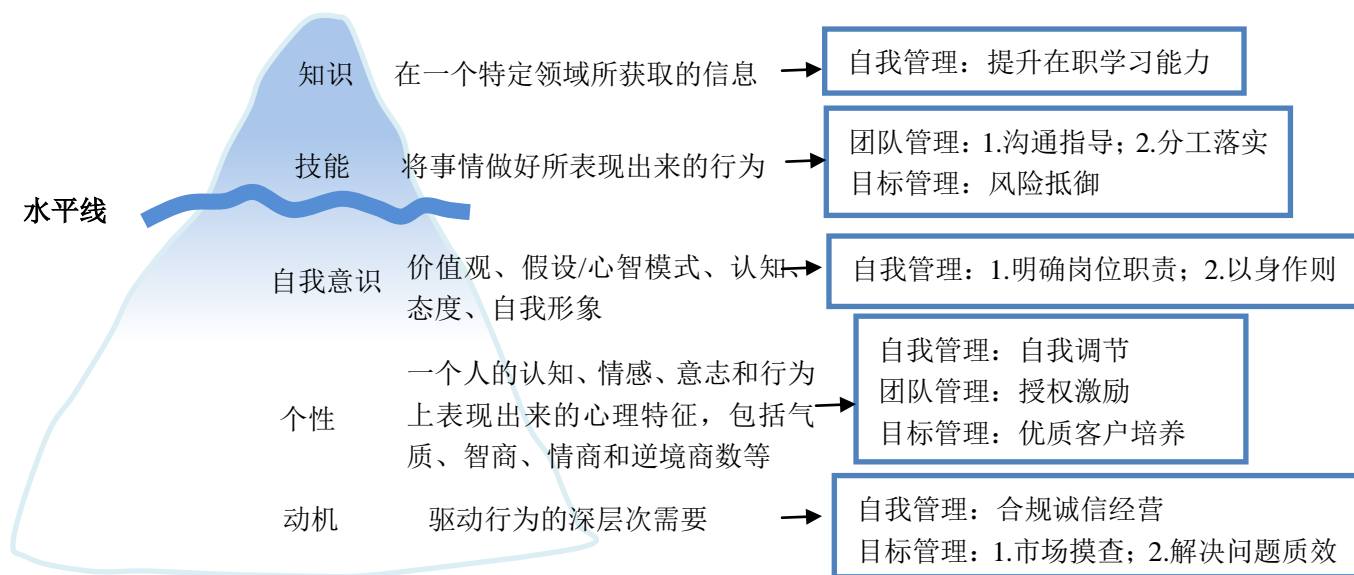 知识
在一个特定领域所获取的信息
自我管理：提升在职学习能力
技能
将事情做好所表现出来的行为
团队管理：1.沟通指导；2.分工落实
目标管理：风险抵御
水平线
自我意识
价值观、假设/心智模式、认知、
态度、自我形象
自我管理：1.明确岗位职责；2.以身作则
个性
一个人的认知、情感、意志和行为
上表现出来的心理特征，包括气
质、智商、情商和逆境商数等
自我管理：自我调节
团队管理：授权激励
目标管理：优质客户培养
动机
驱动行为的深层次需要
自我管理：合规诚信经营
目标管理：1.市场摸查；2.解决问题质效